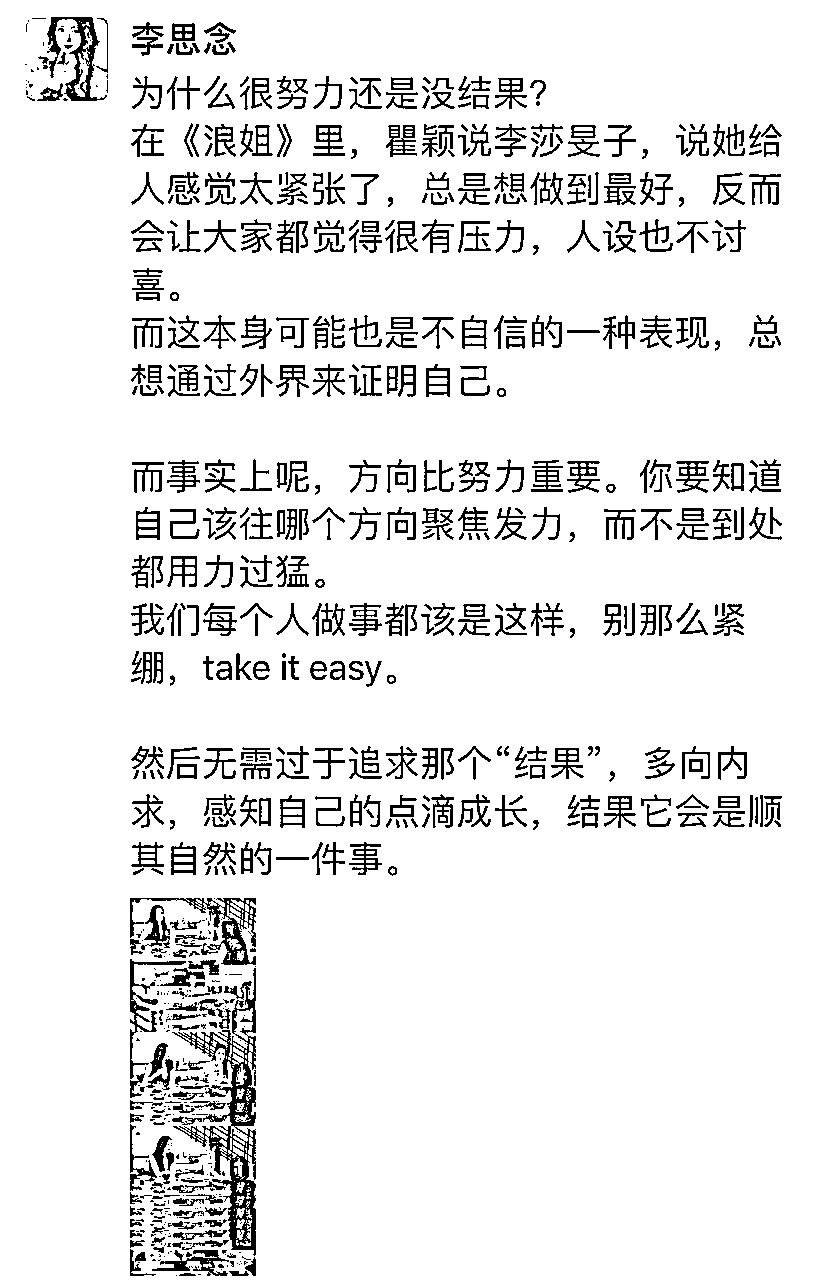 李思念
为什么很努力还是没结果？
在《浪姐》里，瞿颖说李莎旻子，说她给
人感觉太紧张了，总是想做到最好，反而
会让大家都觉得很有压力，人设也不讨
喜。
而这本身可能也是不自信的一种表现，总
想通过外界来证明自己。
而事实上呢，方向比努力重要。你要知道
自己该往哪个方向聚焦发力，而不是到处
都用力过猛。
我们每个人做事都该是这样，别那么紧
绷，take it easy。
然后无需过于追求那个“结果”，多向内
求，感知自己的点滴成长，结果它会是顺
其自然的一件事。